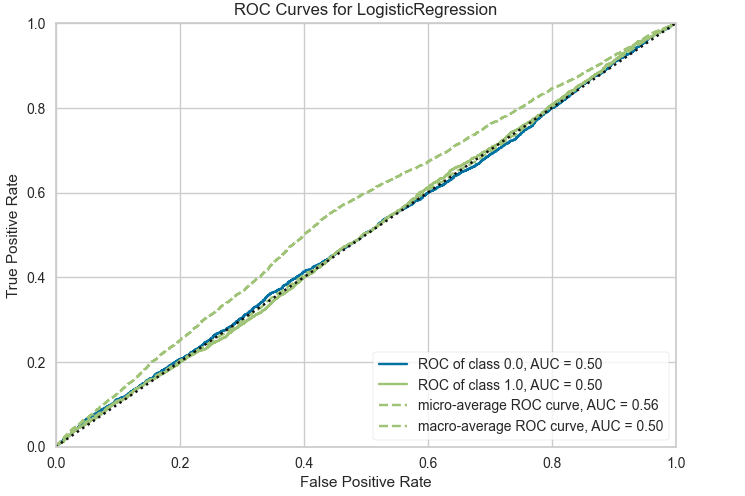 ROC Curves for LogisticRegression
True Positive Rate
1.0
0.8
0.6
0.4
0.2
0.0
ROC of class 0.0, AUC = 0.50
ROC of class 1.0, AUC = 0.50
micro-average ROC curve, AUC = 0.56
macro-average ROC curve, AUC = 0.50
0.0 0.2 0.4 0.6 0.8 1.0
False Positive Rate